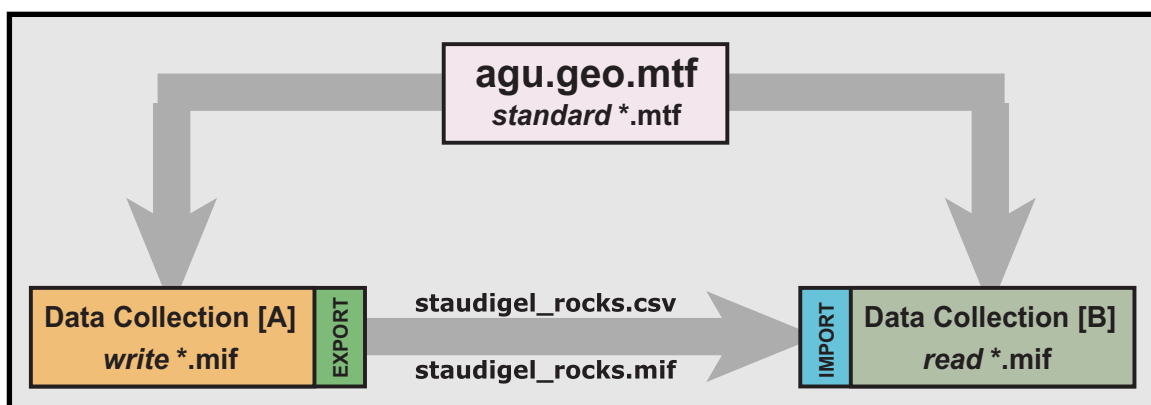 agu.geo.mtf
standard *.mtf
Data Collection [A]
write *.mif
EXPORT
staudigel_rocks.csv
staudigel_rocks.mif
IMPORT
Data Collection [B]
read *.mif